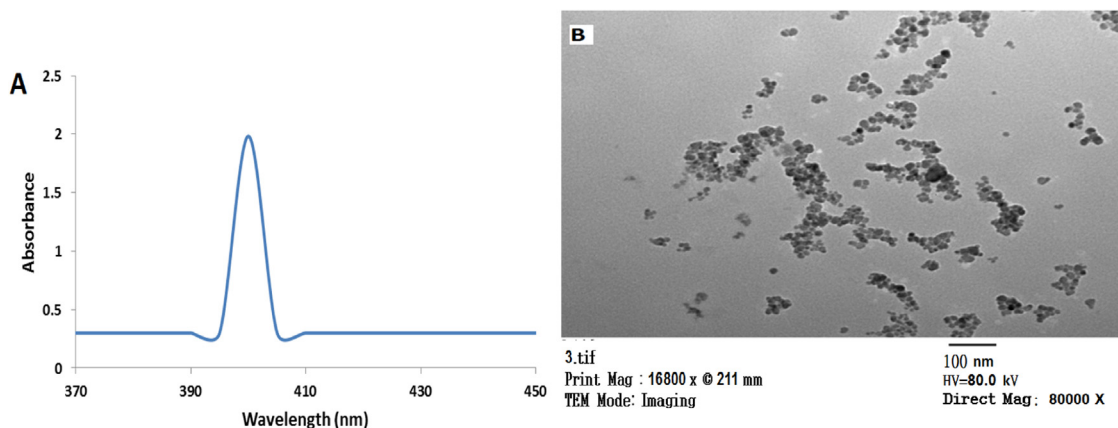 A
2.5
2
1.5
1
0.5
0
370
390
410
430
450
Absorbance
Wavelength (nm)
B
3.tif
Print Mag : 16800 x @ 211 mm
TEM Mode: Imaging
100 nm
HV=80.0 kV
Direct Mag: 80000 X